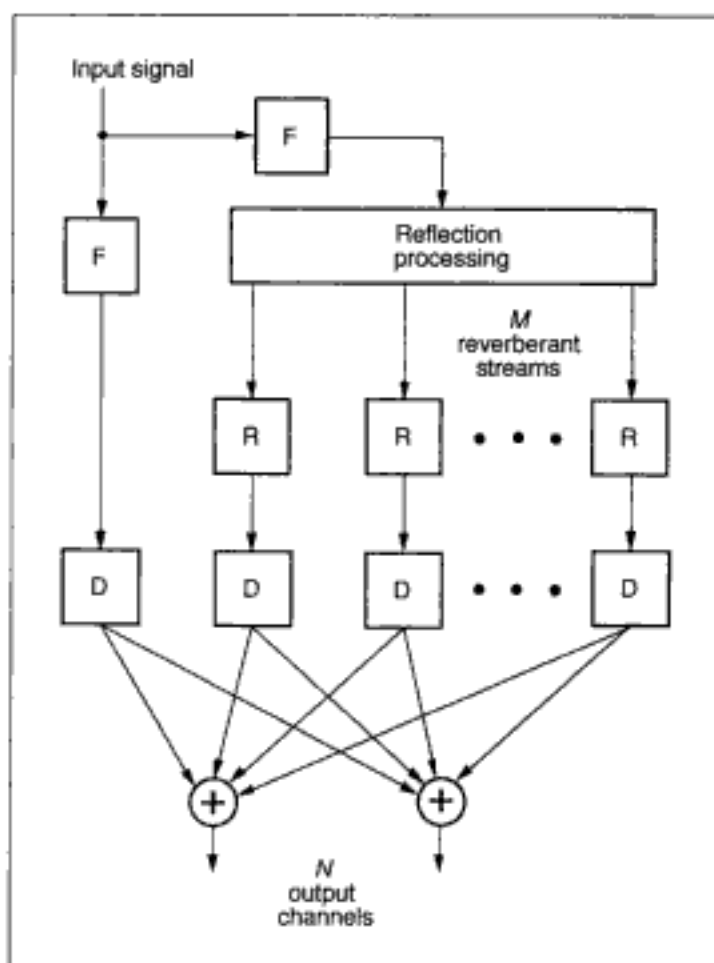 Input signal
F
F
Reflection
processing
M
reverberant
streams
R
R
R
D
D
D
D
+
+
N
output
channels